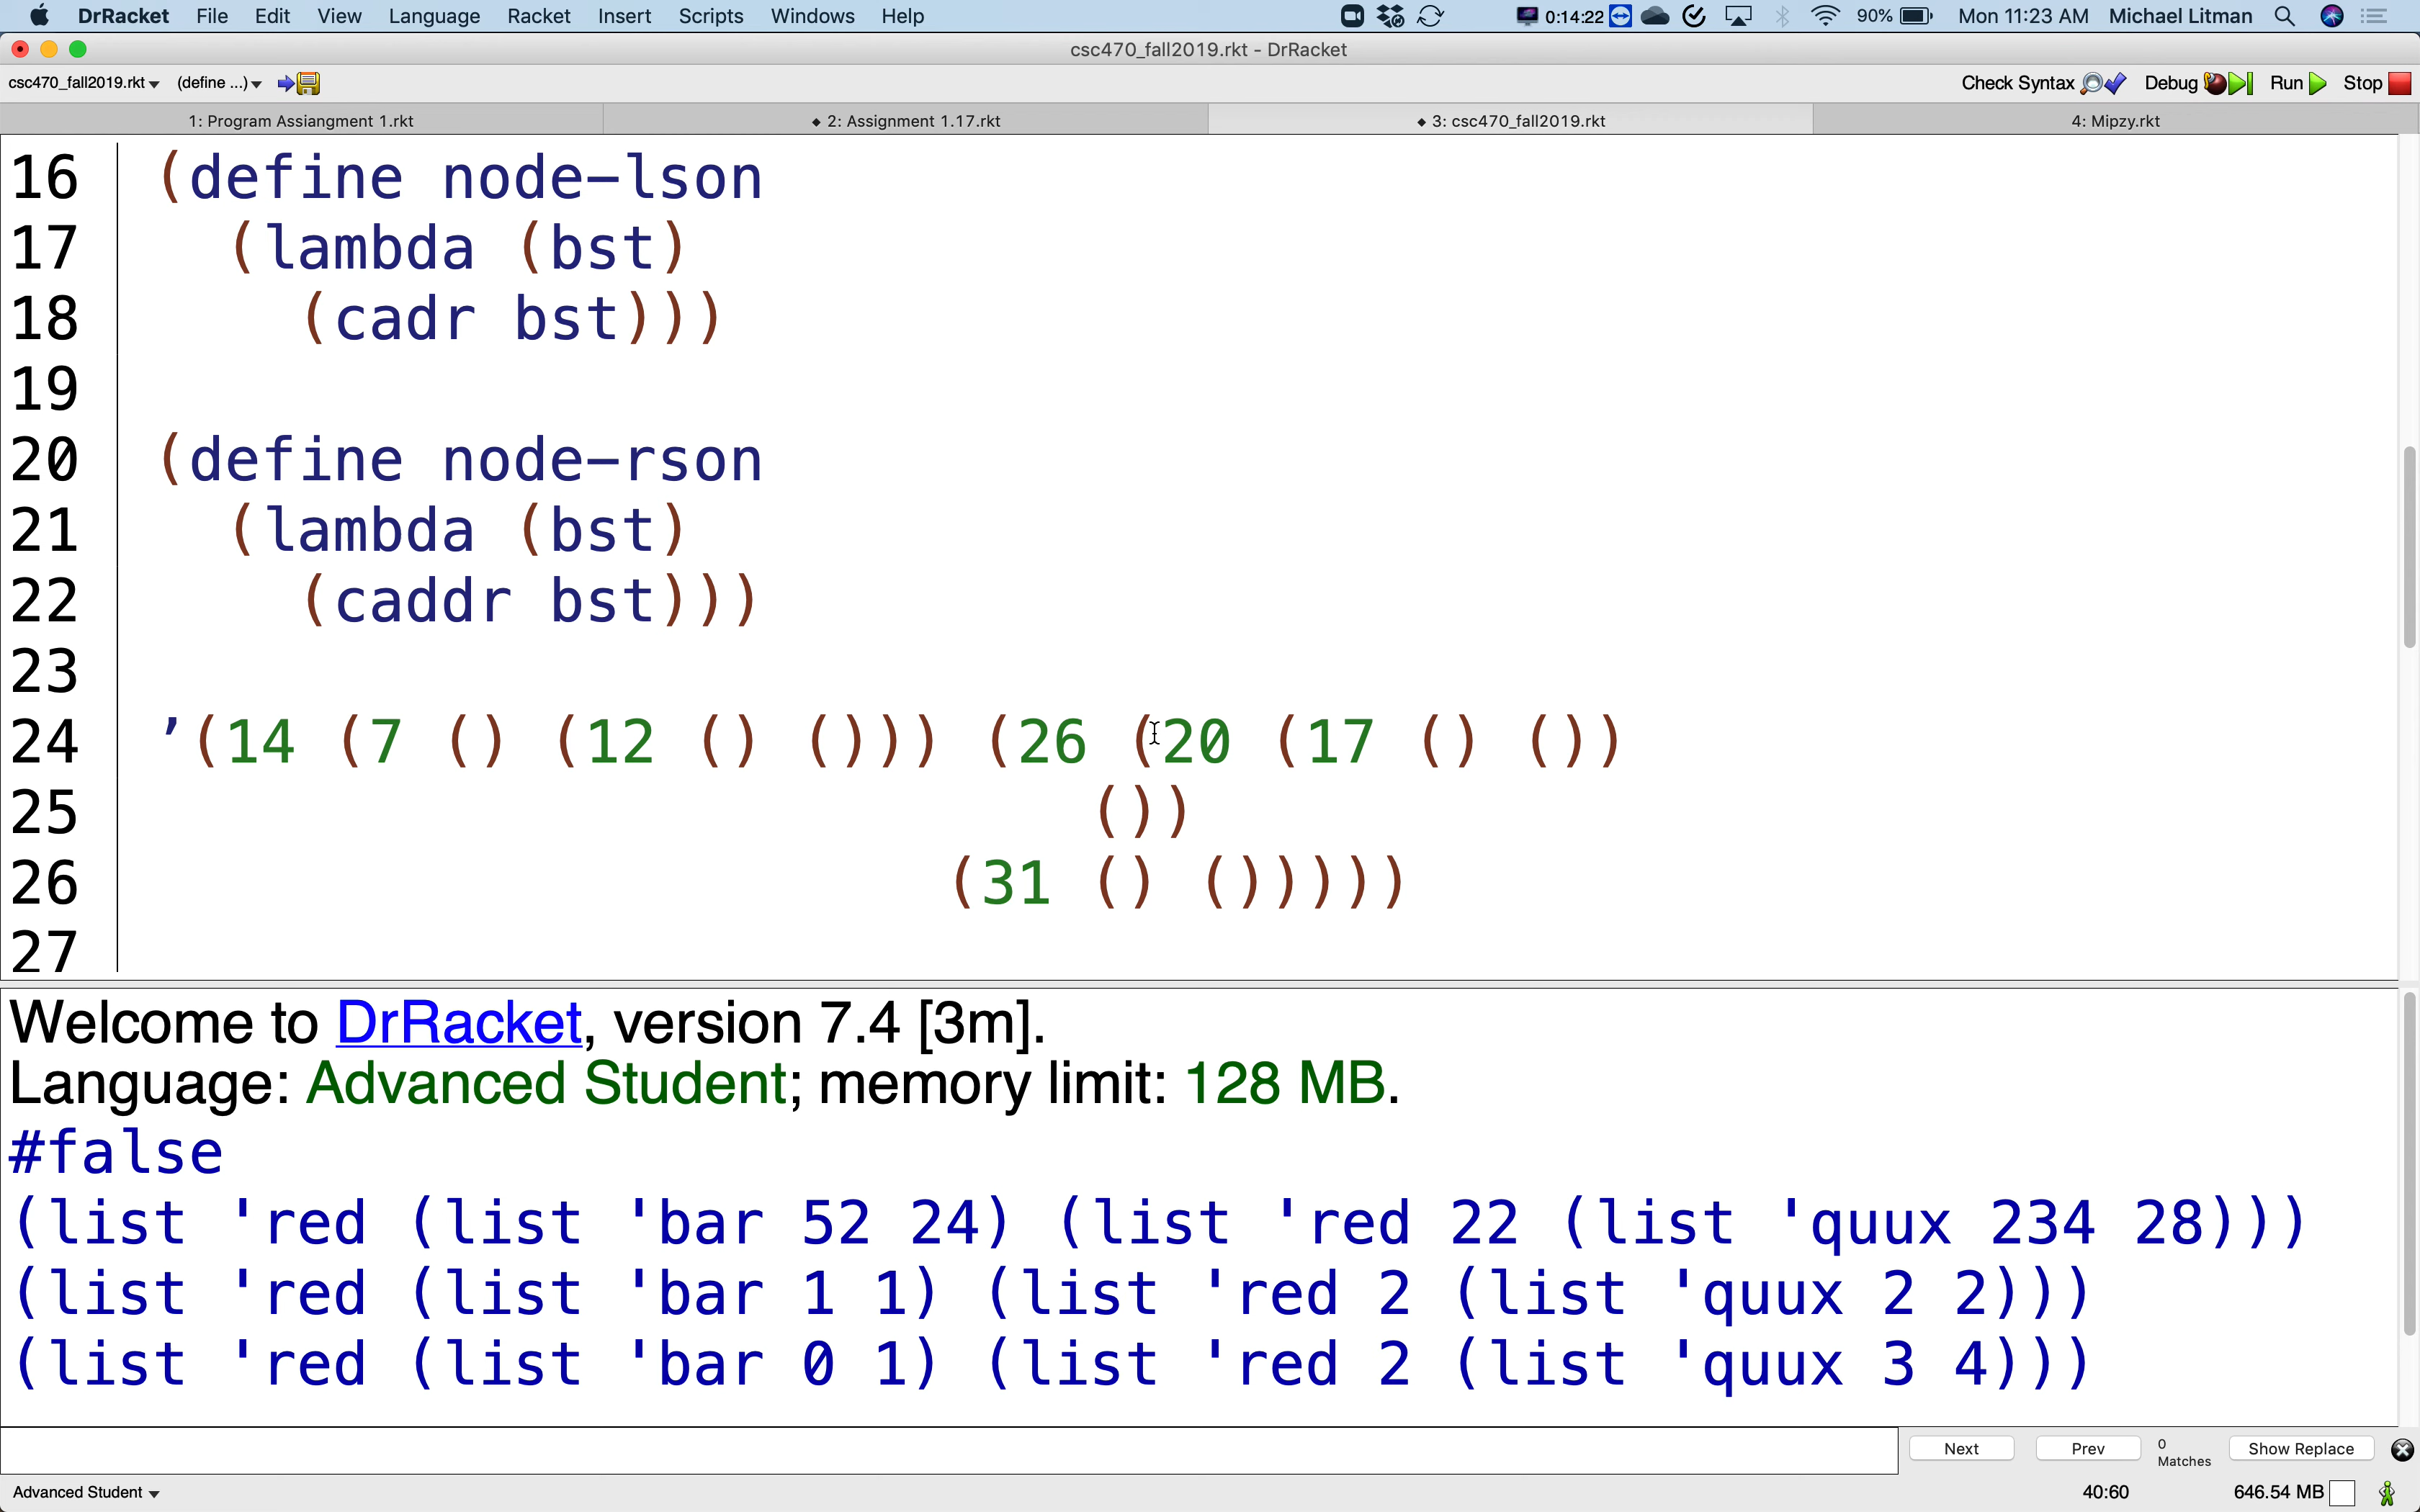 DrRacket File Edit View Language Racket Insert Scripts Windows Help 0:14:22 90% Mon 11:23 AM Michael Litman
csc470_fall2019.rkt - DrRacket
csc470_fall2019.rkt (define ...) Check Syntax Debug Run Stop
1: Program Assiangment 1.rkt ◆ 2: Assignment 1.17.rkt ◆ 3: csc470_fall2019.rkt 4: Mipzy.rkt
16 (define node-lson
17 (lambda (bst)
18 (cadr bst)))
19
20 (define node-rson
21 (lambda (bst)
22 (caddr bst)))
23
24 '(14 (7 () (12 () ())) (26 (20 (17 () ())
25 ())
26 (31 () ()))))
27
Welcome to DrRacket, version 7.4 [3m].
Language: Advanced Student; memory limit: 128 MB.
#false
(list 'red (list 'bar 52 24) (list 'red 22 (list 'quux 234 28)))
(list 'red (list 'bar 1 1) (list 'red 2 (list 'quux 2 2)))
(list 'red (list 'bar 0 1) (list 'red 2 (list 'quux 3 4)))
Next Prev 0 Matches Show Replace
Advanced Student 40:60 646.54 MB